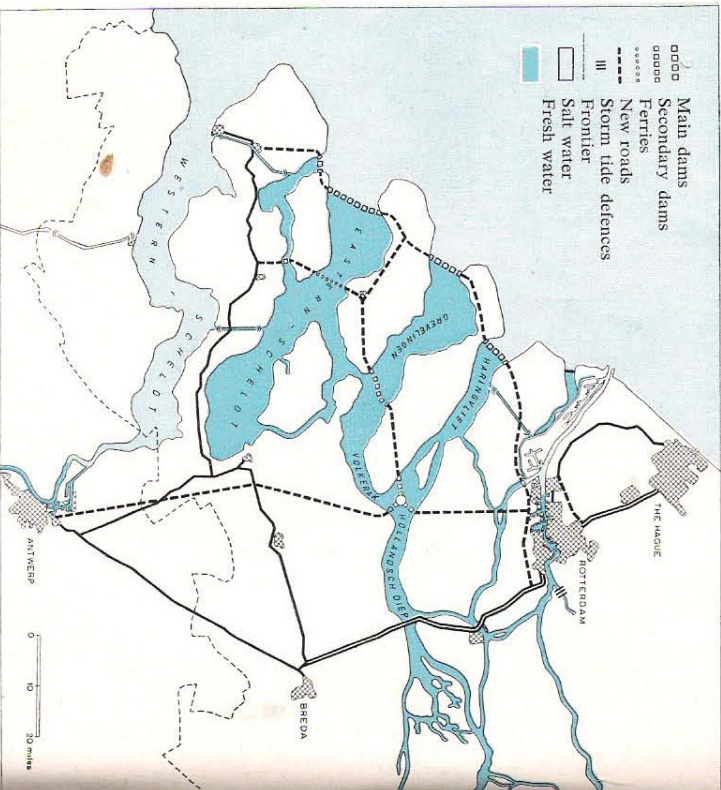 Main dams
Secondary dams
Ferries
New roads
Storm tide defences
Frontier
Salt water
Fresh water
THE HAGUE
ROTTERDAM
HARINGVLIET
GREVELINGEN
VOLKERAK
HOLLANDSCH DIEP
EASTERN-SCHELDT
WESTERN-SCHELDT
BREDA
ANTWERP
0 10 20 miles